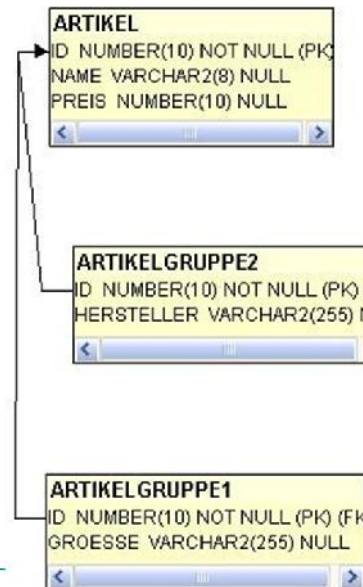 ARTIKEL
ID NUMBER(10) NOT NULL (PK)
NAME VARCHAR2(8) NULL
PREIS NUMBER(10) NULL
ARTIKELGRUPPE2
ID NUMBER(10) NOT NULL (PK)
HERSTELLER VARCHAR2(255)
ARTIKELGRUPPE1
ID NUMBER(10) NOT NULL (PK) (FK
GROESSE VARCHAR2(255) NULL